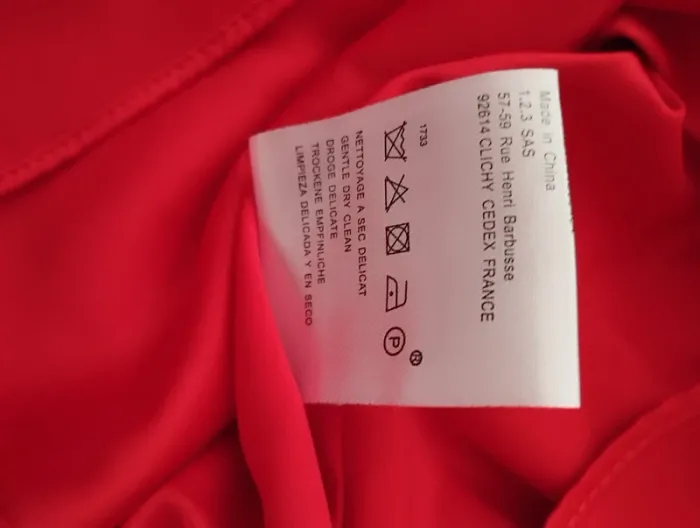 Made in China
1.2.3 SAS
57-59 Rue Henri Barbusse
92614 CLICHY CEDEX FRANCE
1733
P ®
NETTOYAGE A SEC DELICAT
GENTLE DRY CLEAN
DROGE DELICATE
TROCKENE EMPFINLICHE
LIMPIEZA DELICADA Y EN SECO